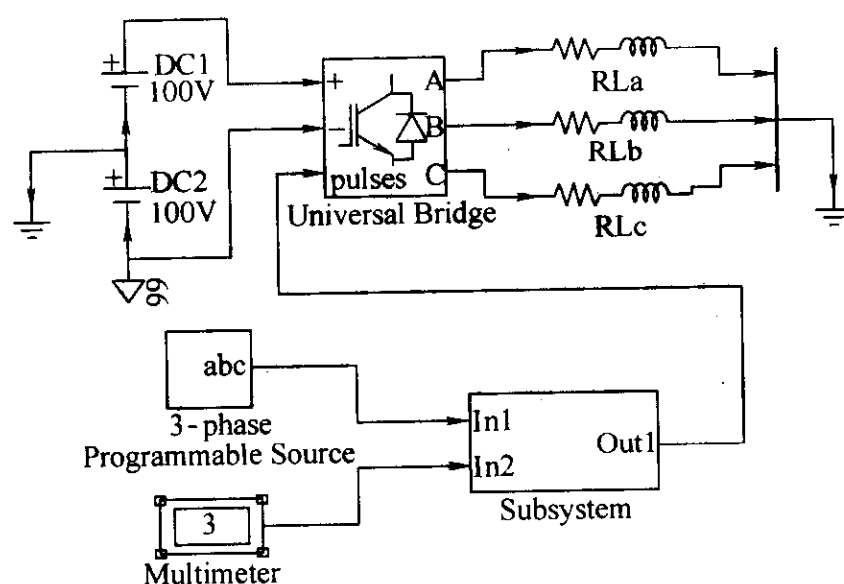 + DC1
100V
+ DC2
100V
99
+
−
pulses
A
B
C
Universal Bridge
RLa
RLb
RLc
abc
3-phase
Programmable Source
3
Multimeter
In1
In2
Out1
Subsystem